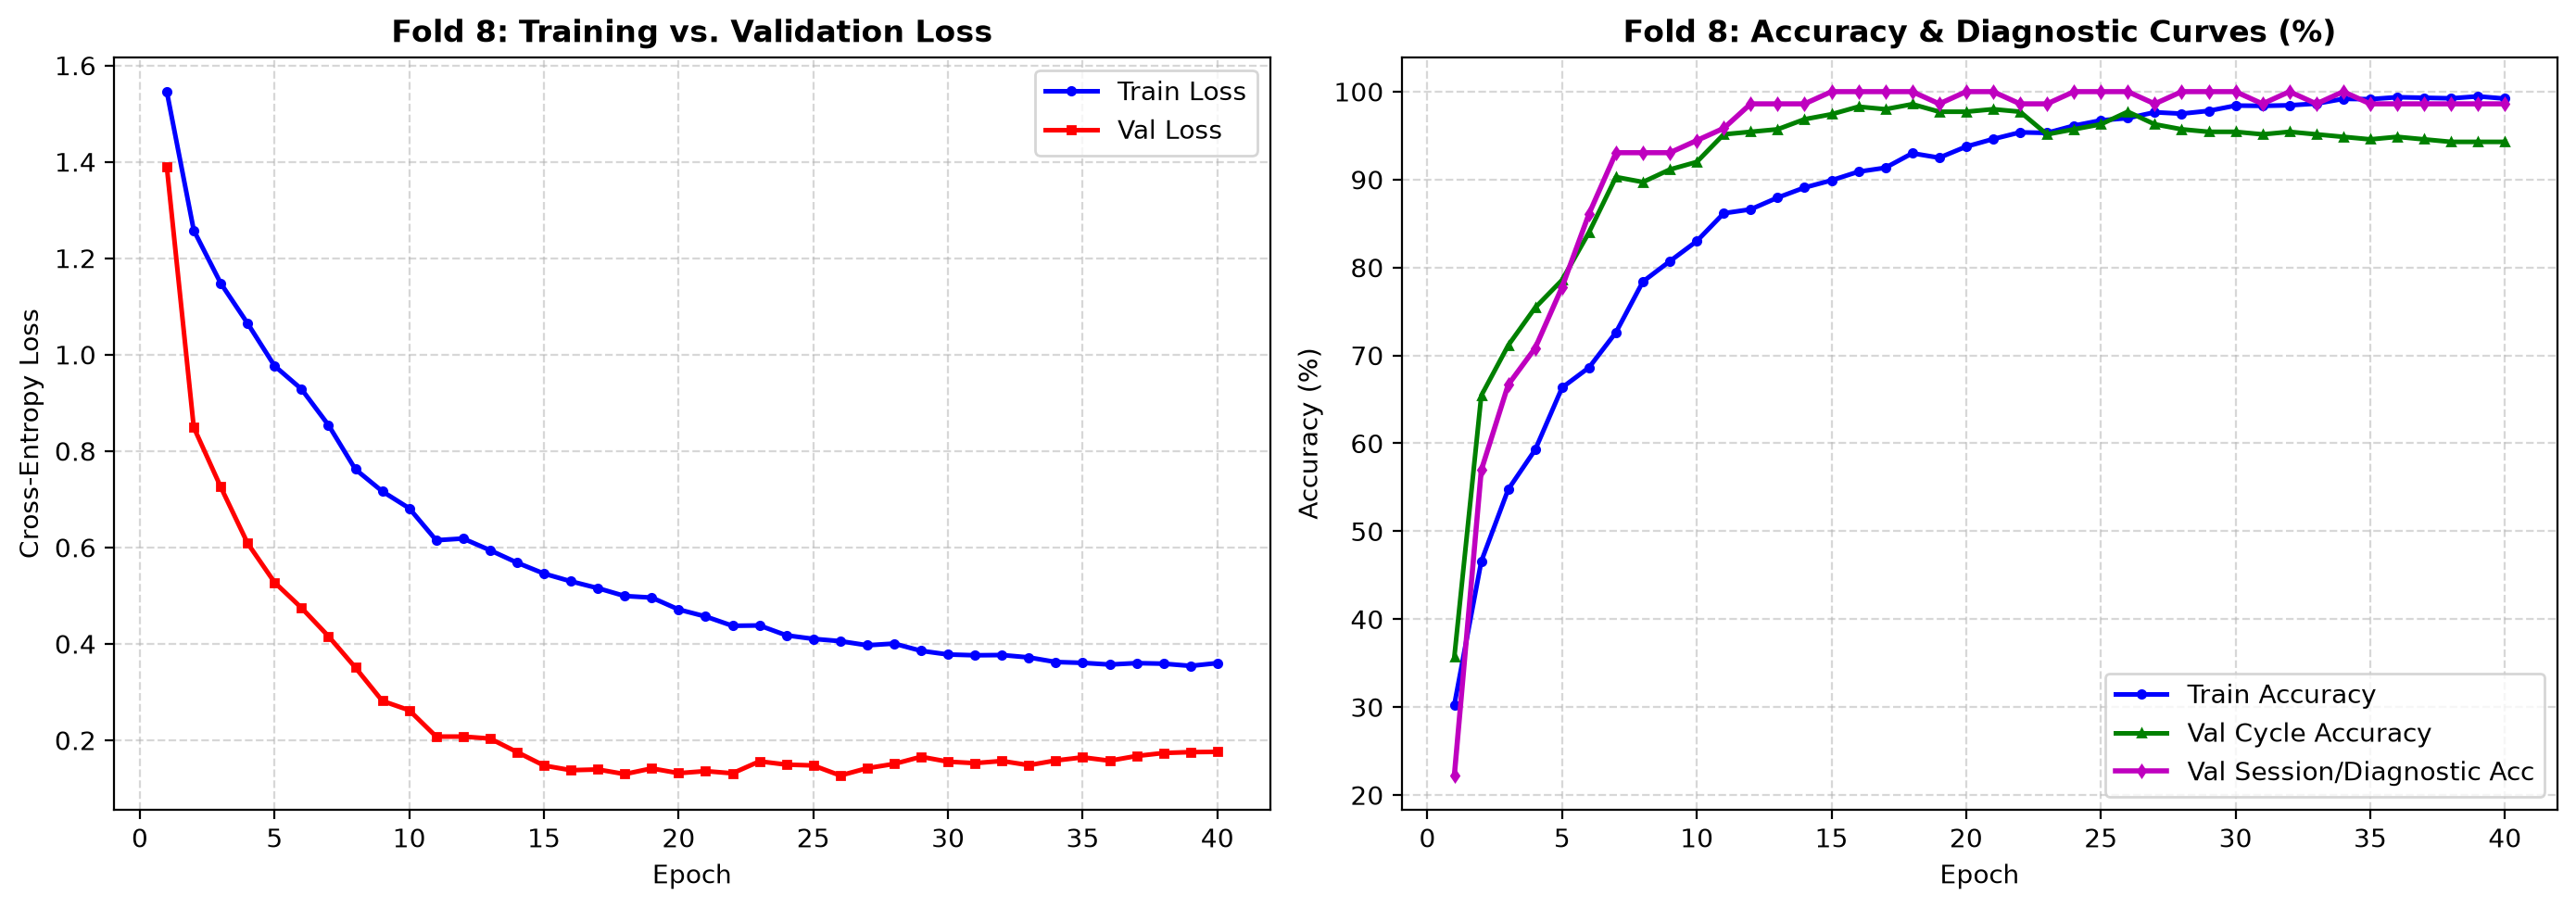 Fold 8: Training vs. Validation Loss
1.6
1.4
1.2
1.0
0.8
0.6
0.4
0.2
Cross-Entropy Loss
Train Loss
Val Loss
0 5 10 15 20 25 30 35 40
Epoch
Fold 8: Accuracy & Diagnostic Curves (%)
100
90
80
70
60
50
40
30
20
Accuracy (%)
Train Accuracy
Val Cycle Accuracy
Val Session/Diagnostic Acc
0 5 10 15 20 25 30 35 40
Epoch